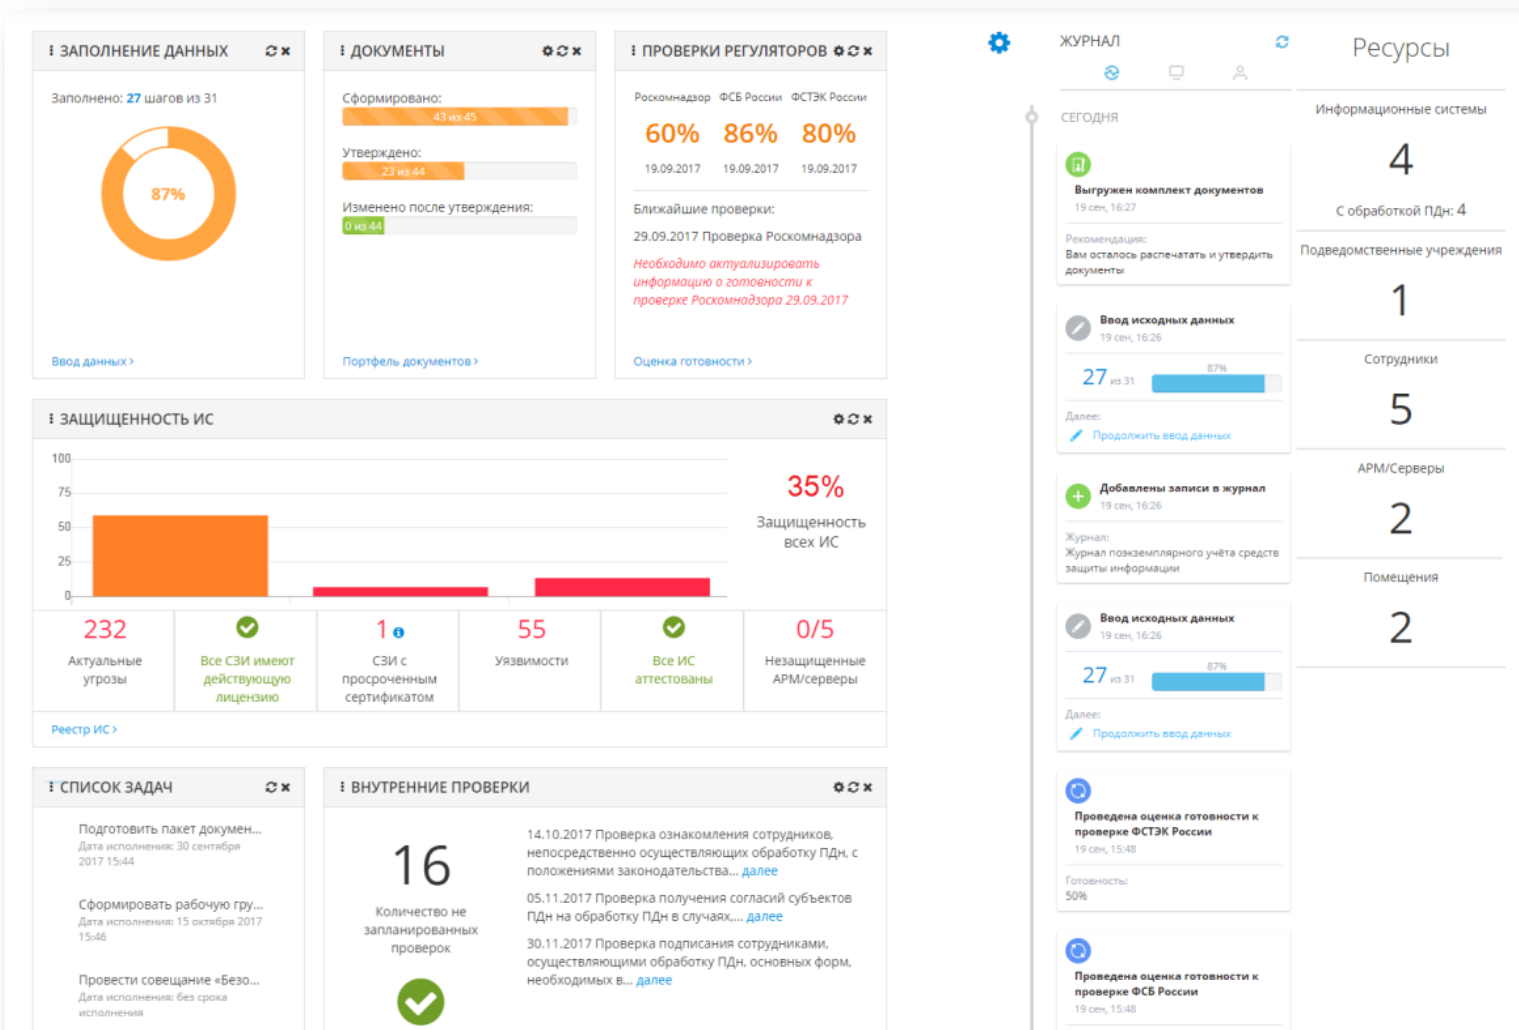 ЗАПОЛНЕНИЕ ДАННЫХ
Заполнено: 27 шагов из 31
87%
Ввод данных >
ДОКУМЕНТЫ
Сформировано:
43 из 45
Утверждено:
23 из 44
Изменено после утверждения:
0 из 44
Портфель документов >
ПРОВЕРКИ РЕГУЛЯТОРОВ
Роскомнадзор ФСБ России ФСТЭК России
60% 86% 80%
19.09.2017 19.09.2017 19.09.2017
Ближайшие проверки:
29.09.2017 Проверка Роскомнадзора
Необходимо актуализировать
информацию о готовности к
проверке Роскомнадзора 29.09.2017
Оценка готовности >
ЗАЩИЩЕННОСТЬ ИС
100
75
50
25
0
35%
Защищенность
всех ИС
232
Актуальные
угрозы
Все СЗИ имеют
действующую
лицензию
1
СЗИ с
просроченным
сертификатом
55
Уязвимости
Все ИС
аттестованы
0/5
Незащищенные
АРМ/серверы
Реестр ИС >
СПИСОК ЗАДАЧ
Подготовить пакет докумен...
Дата исполнения: 30 сентября
2017 15:44
Сформировать рабочую гру...
Дата исполнения: 15 октября 2017
15:46
Провести совещание «Безо...
Дата исполнения: без срока
исполнения
ВНУТРЕННИЕ ПРОВЕРКИ
16
Количество не
запланированных
проверок
14.10.2017 Проверка ознакомления сотрудников,
непосредственно осуществляющих обработку ПДн, с
положениями законодательства... далее
05.11.2017 Проверка получения согласий субъектов
ПДн на обработку ПДн в случаях,... далее
30.11.2017 Проверка подписания сотрудниками,
осуществляющими обработку ПДн, основных форм,
необходимых в... далее
ЖУРНАЛ
СЕГОДНЯ
Выгружен комплект документов
19 сен, 16:27
Рекомендация:
Вам осталось распечатать и утвердить
документы
Ввод исходных данных
19 сен, 16:26
27 из 31
87%
Далее:
Продолжить ввод данных
Добавлены записи в журнал
19 сен, 16:26
Журнал:
Журнал поэкземплярного учёта средств
защиты информации
Ввод исходных данных
19 сен, 16:26
27 из 31
87%
Далее:
Продолжить ввод данных
Проведена оценка готовности к
проверке ФСТЭК России
19 сен, 15:48
Готовность:
50%
Проведена оценка готовности к
проверке ФСБ России
19 сен, 15:48
Ресурсы
Информационные системы
4
С обработкой ПДн: 4
Подведомственные учреждения
1
Сотрудники
5
АРМ/Серверы
2
Помещения
2